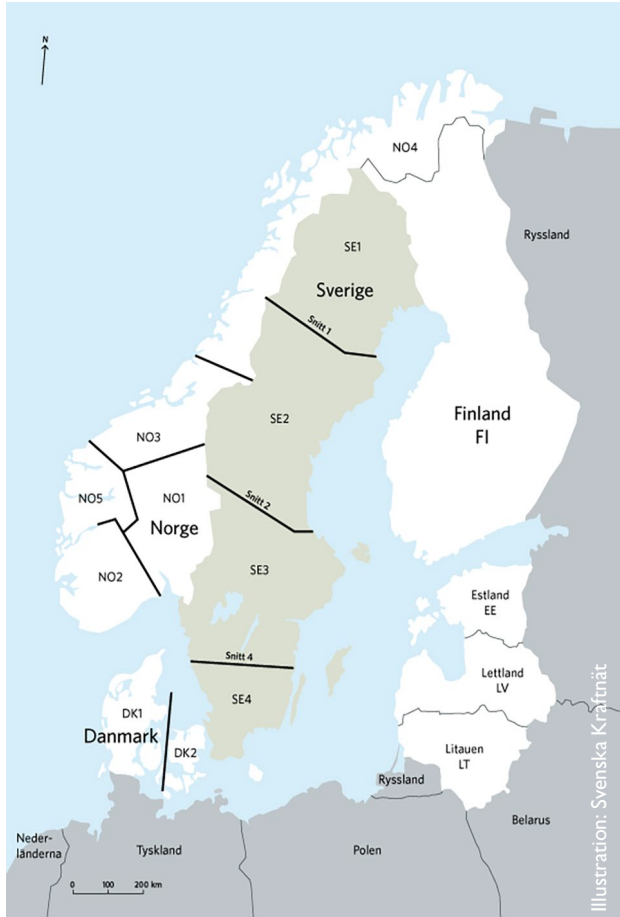 N
NO4
Ryssland
SE1
Sverige
Snitt 1
SE2
Finland
FI
NO3
NO5
NO1
Norge
Snitt 2
NO2
SE3
Estland
EE
Snitt 4
Lettland
LV
SE4
DK1
Danmark
DK2
Litauen
LT
Ryssland
Belarus
Neder-
länderna
Tyskland
Polen
0 100 200 km
Illustration: Svenska Kraftnät